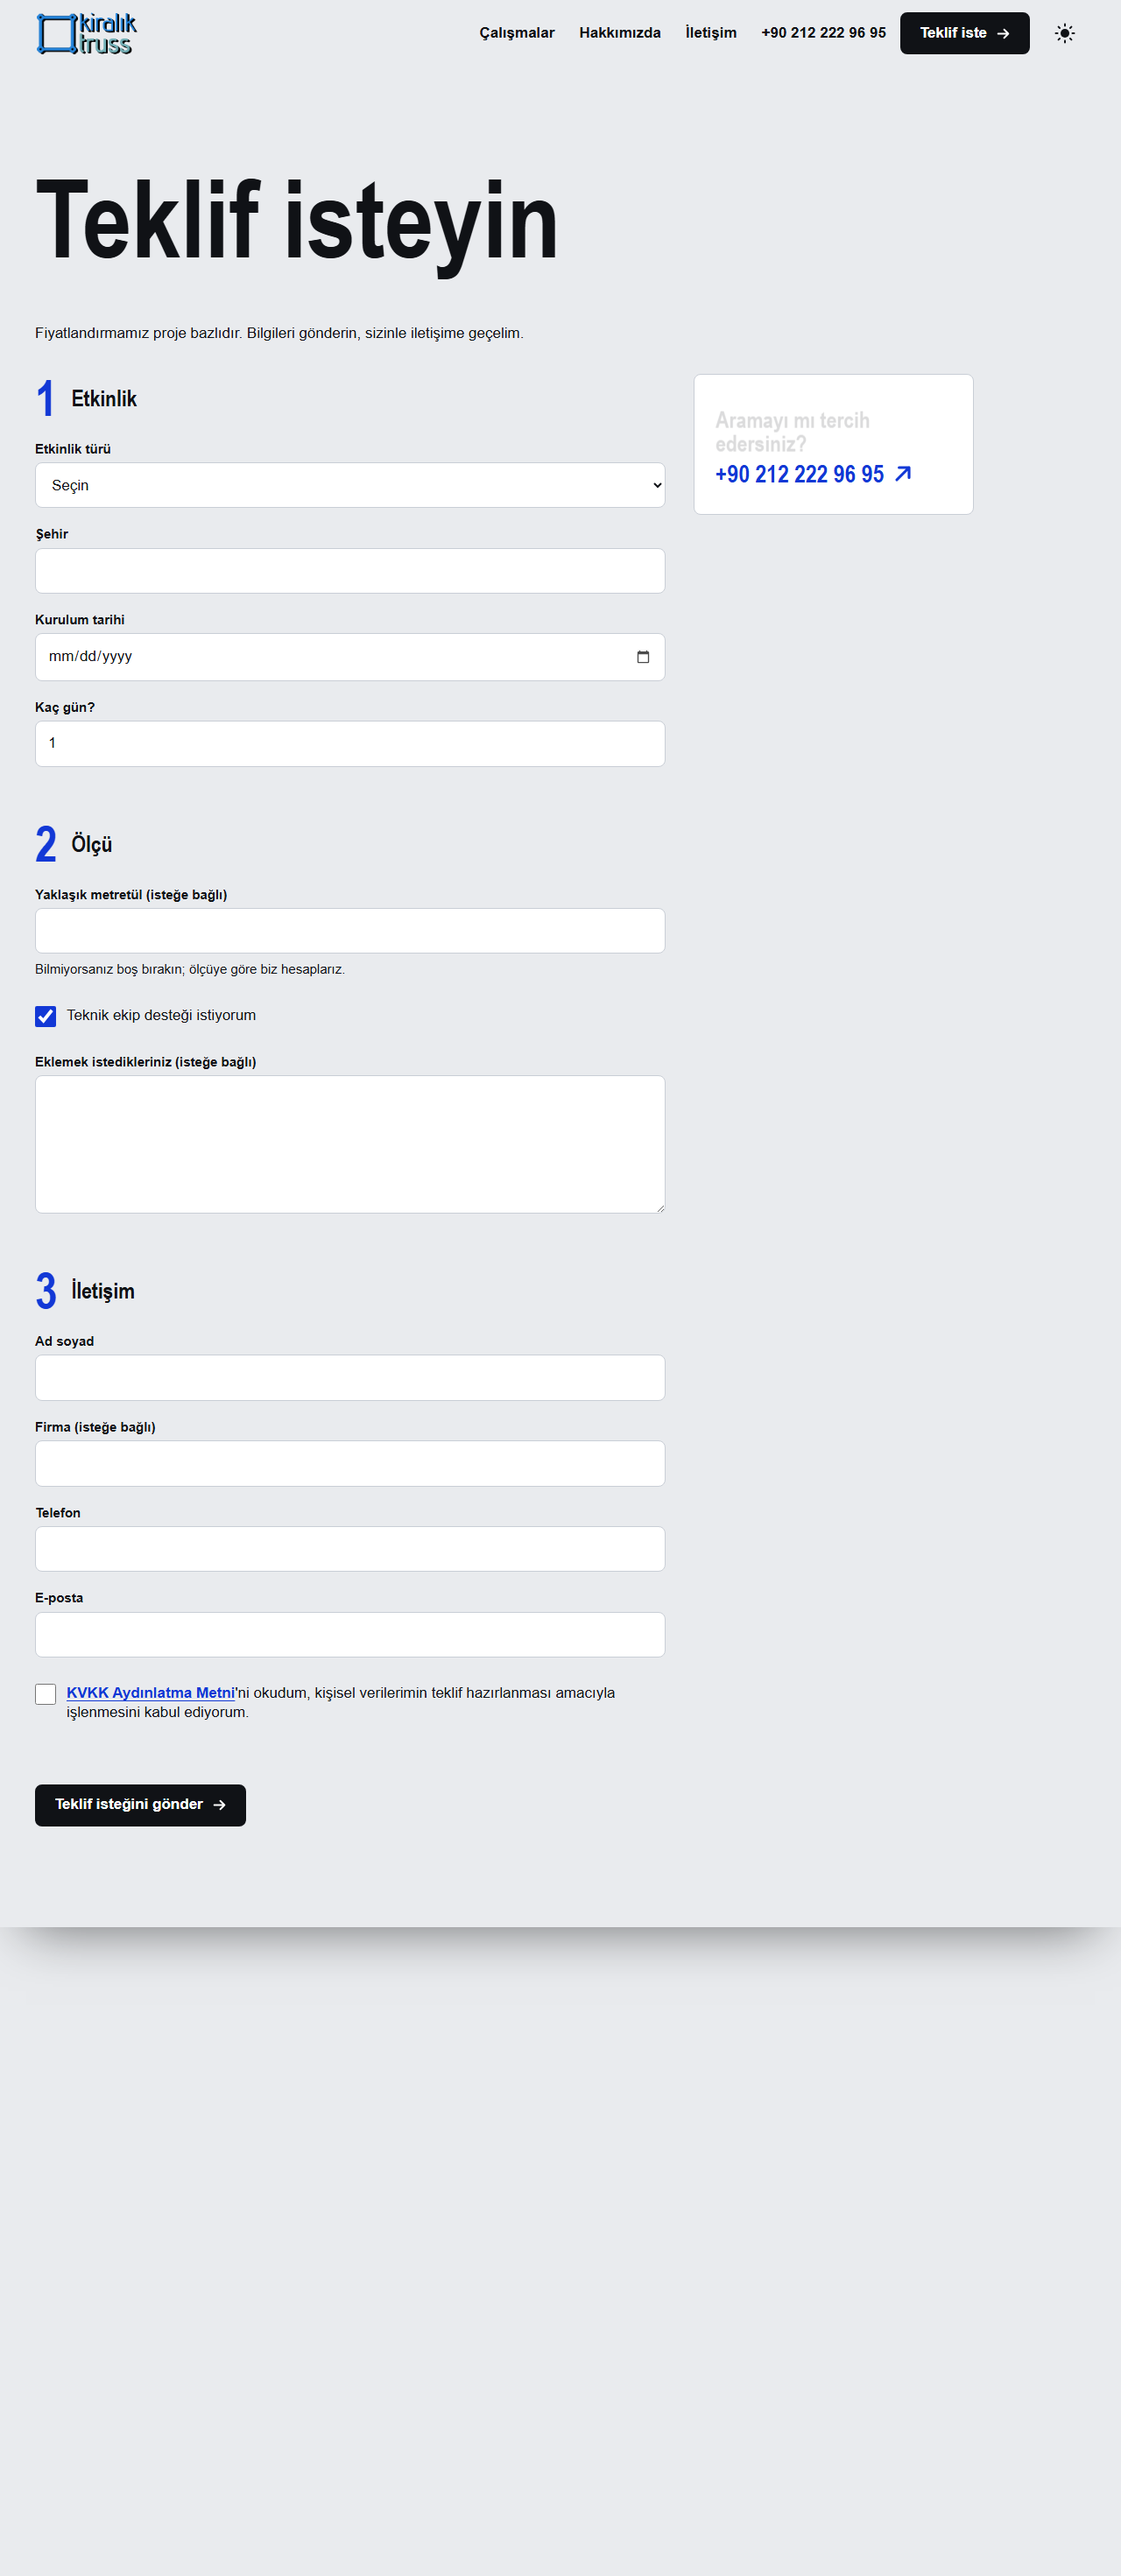 kiralık
truss
Çalışmalar
Hakkımızda
İletişim
+90 212 222 96 95
Teklif iste
Teklif isteyin
Fiyatlandırmamız proje bazlıdır. Bilgileri gönderin, sizinle iletişime geçelim.
1 Etkinlik
Etkinlik türü
Seçin
Şehir
Kurulum tarihi
mm/dd/yyyy
Kaç gün?
1
Aramayı mı tercih
edersiniz?
+90 212 222 96 95
2 Ölçü
Yaklaşık metretül (isteğe bağlı)
Bilmiyorsanız boş bırakın; ölçüye göre biz hesaplarız.
Teknik ekip desteği istiyorum
Eklemek istedikleriniz (isteğe bağlı)
3 İletişim
Ad soyad
Firma (isteğe bağlı)
Telefon
E-posta
KVKK Aydınlatma Metni'ni okudum, kişisel verilerimin teklif hazırlanması amacıyla
işlenmesini kabul ediyorum.
Teklif isteğini gönder